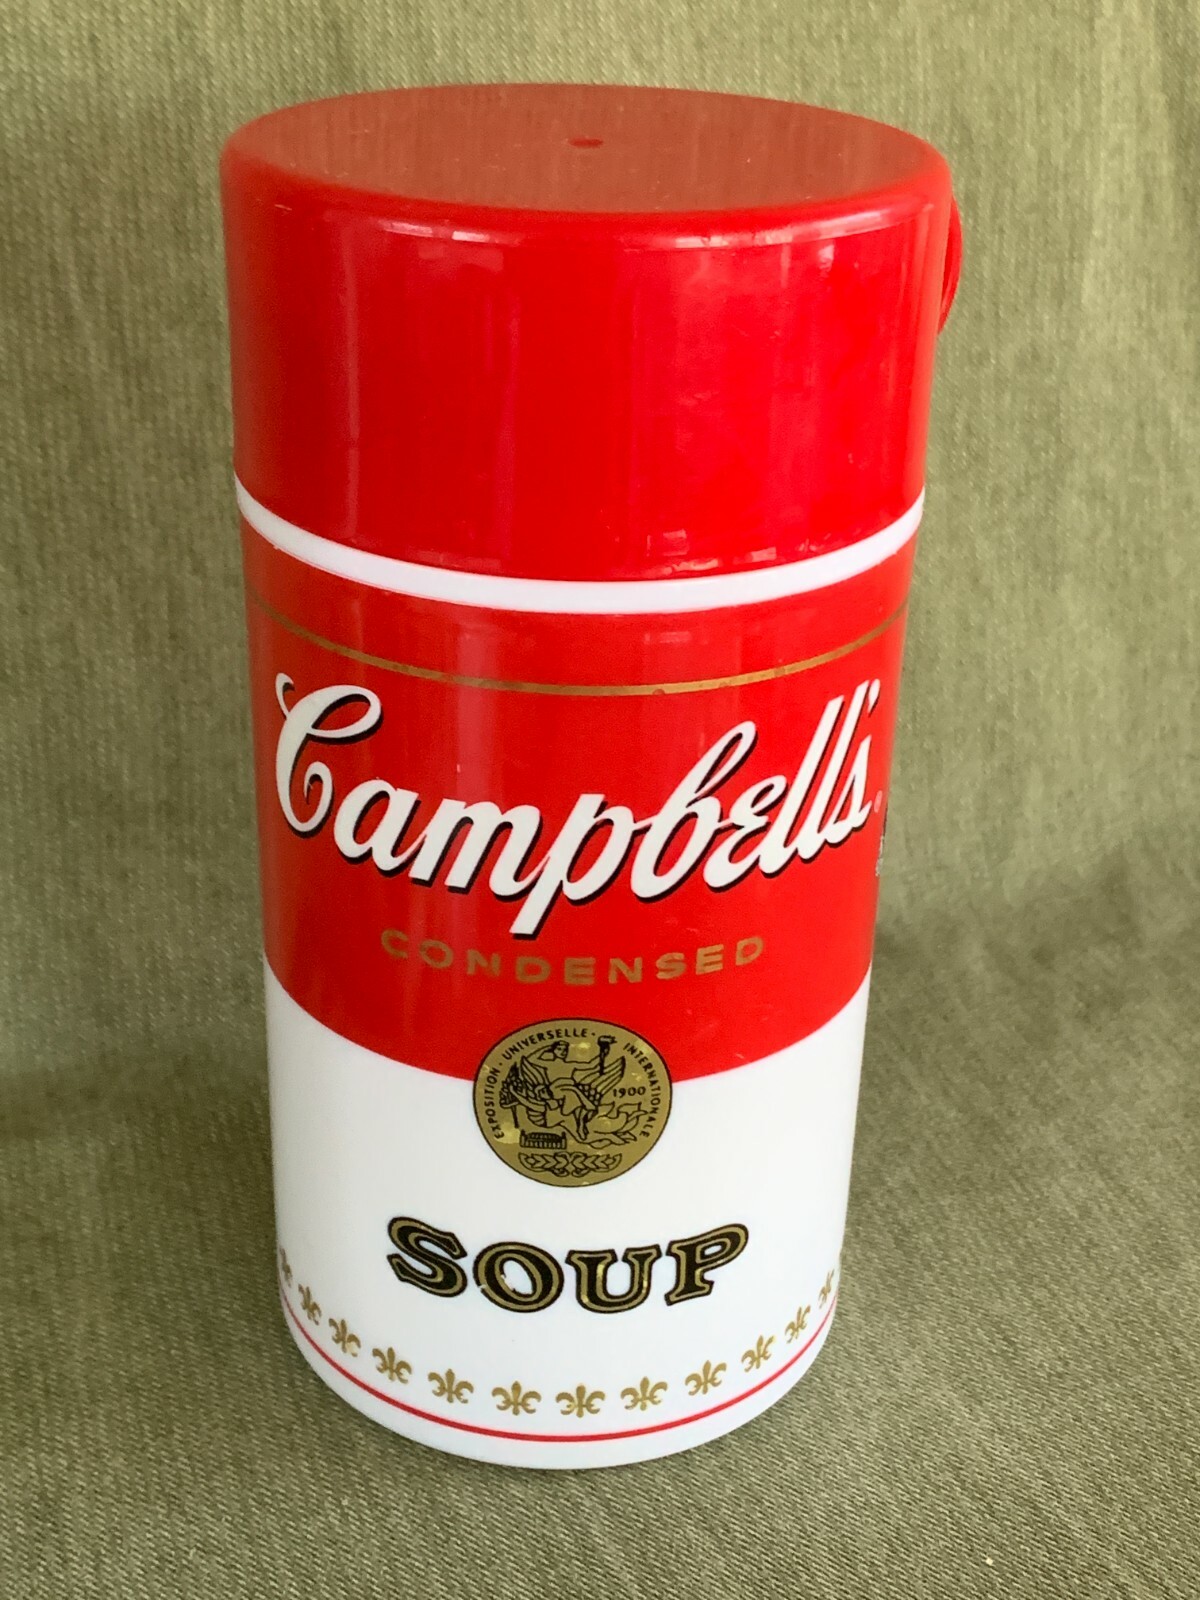 Campbell's®
CONDENSED
EXPOSITION · UNIVERSELLE · INTERNATIONALE
1900
SOUP